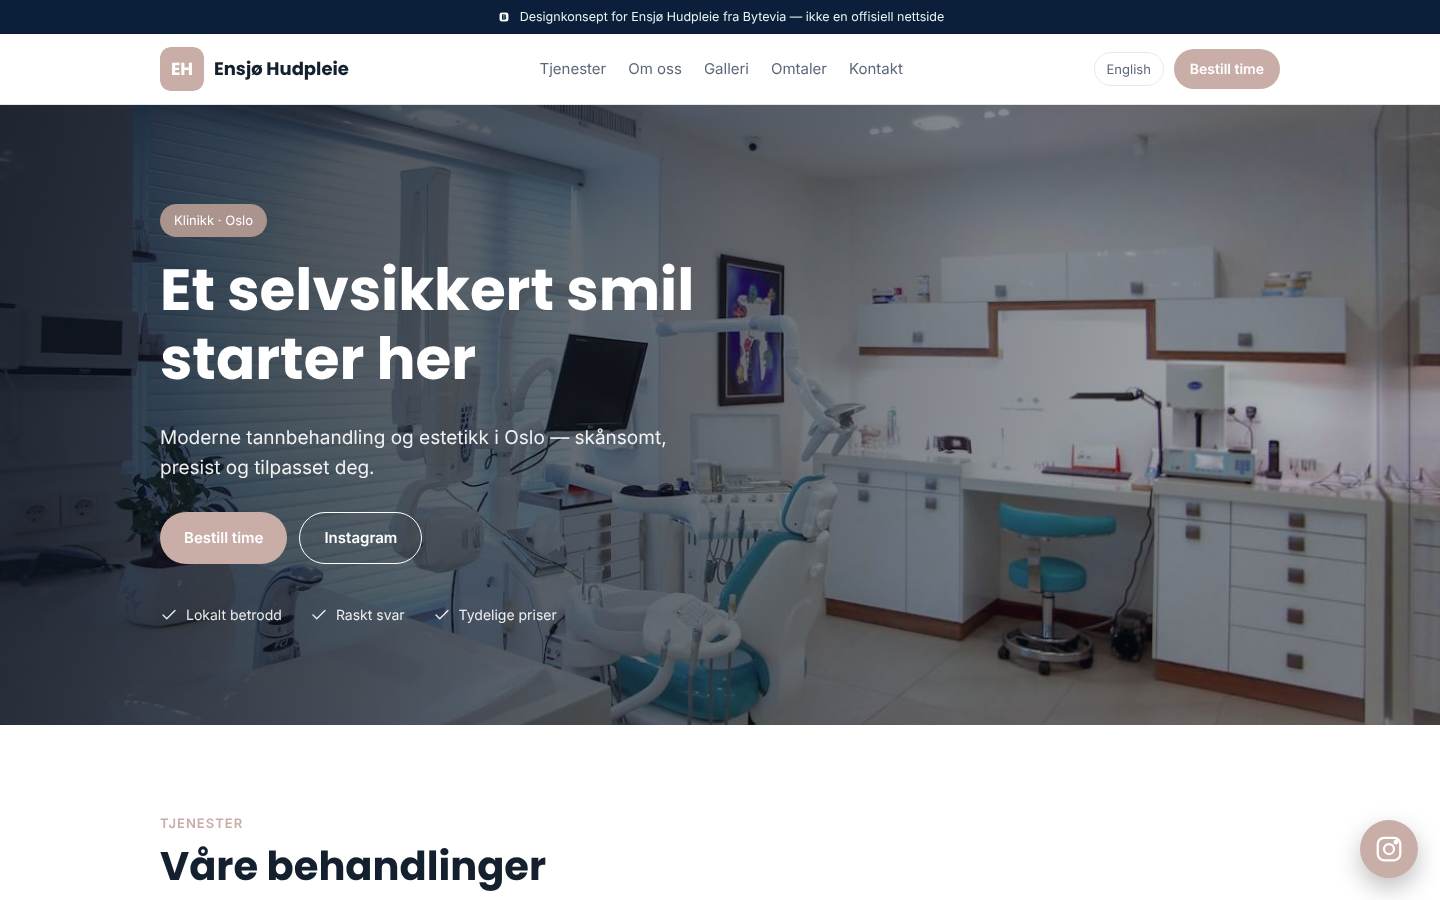 Designkonsept for Ensjø Hudpleie fra Bytevia — ikke en offisiell nettside
EH Ensjø Hudpleie
Tjenester Om oss Galleri Omtaler Kontakt
English
Bestill time
Klinikk · Oslo
Et selvsikkert smil
starter her
Moderne tannbehandling og estetikk i Oslo — skånsomt,
presist og tilpasset deg.
Bestill time
Instagram
Lokalt betrodd
Raskt svar
Tydelige priser
TJENESTER
Våre behandlinger